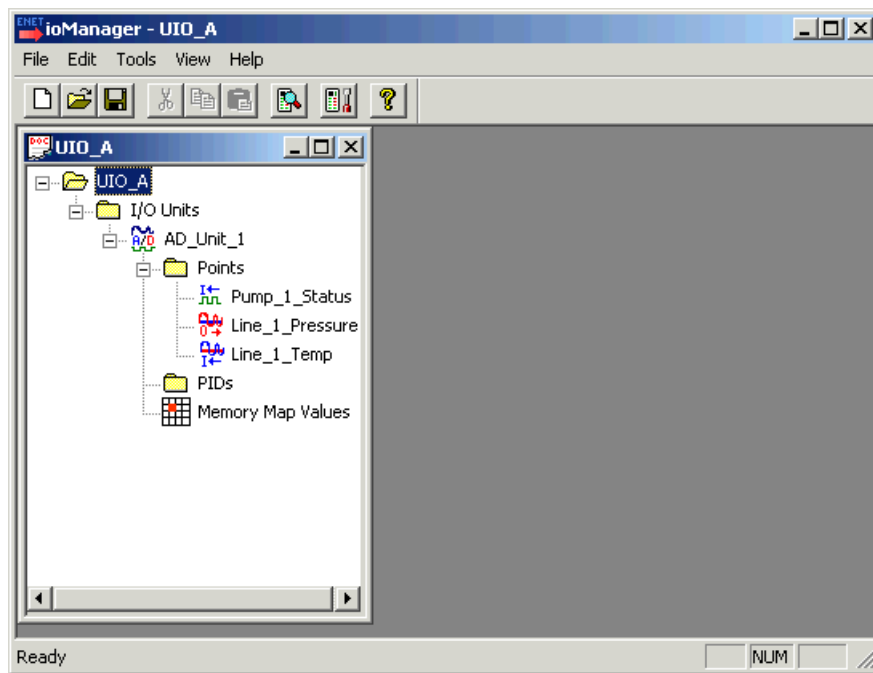 ENET
ioManager - UIO_A
File Edit Tools View Help
DOC
UIO_A
UIO_A
I/O Units
A/D AD_Unit_1
Points
I Pump_1_Status
O Line_1_Pressure
I Line_1_Temp
PIDs
Memory Map Values
Ready NUM